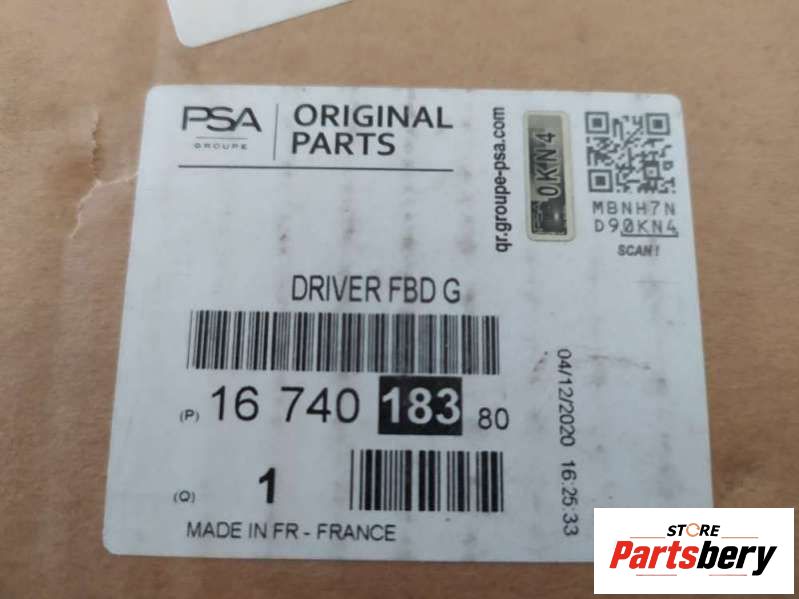 PSA
GROUPE
ORIGINAL
PARTS
qr.groupe-psa.com
0KN4
MBNH7N
D90KN4
SCAN!
DRIVER FBD G
(P) 16 740 183 80
(Q) 1
MADE IN FR - FRANCE
04/12/2020 16:25:33
STORE
Partsbery